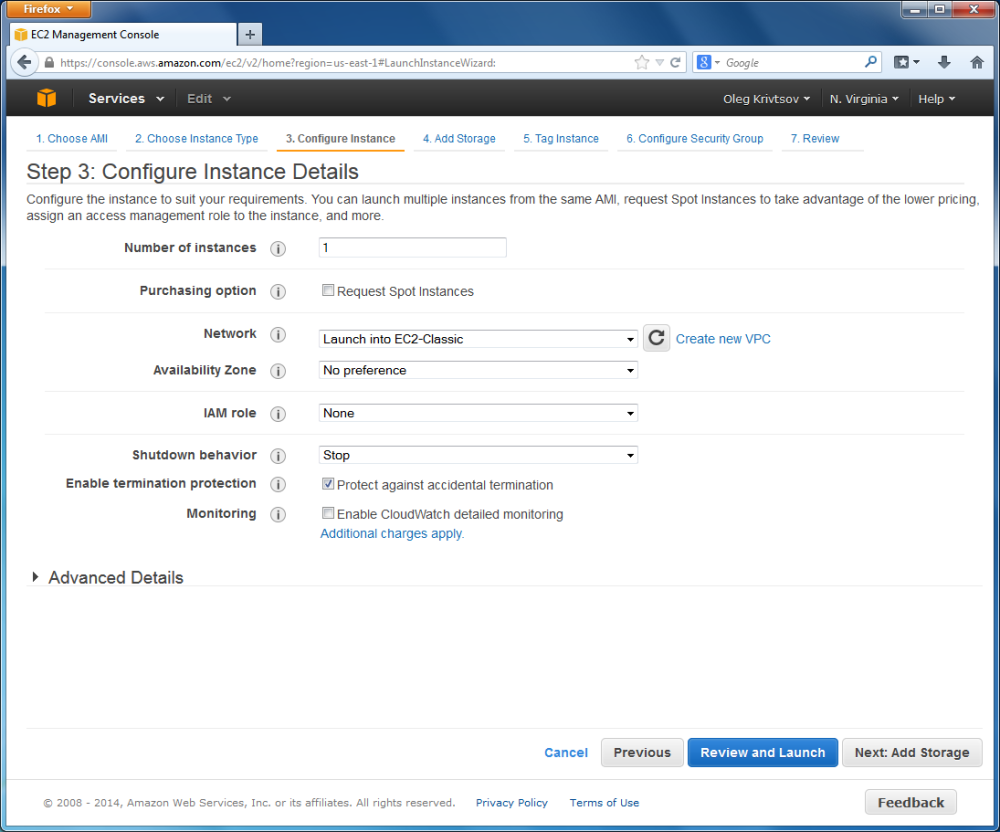 Firefox
EC2 Management Console
https://console.aws.amazon.com/ec2/v2/home?region=us-east-1#LaunchInstanceWizard:
8 Google
Services Edit Oleg Krivtsov N. Virginia Help
1. Choose AMI 2. Choose Instance Type 3. Configure Instance 4. Add Storage 5. Tag Instance 6. Configure Security Group 7. Review
Step 3: Configure Instance Details
Configure the instance to suit your requirements. You can launch multiple instances from the same AMI, request Spot Instances to take advantage of the lower pricing,
assign an access management role to the instance, and more.
Number of instances i 1
Purchasing option i Request Spot Instances
Network i Launch into EC2-Classic Create new VPC
Availability Zone i No preference
IAM role i None
Shutdown behavior i Stop
Enable termination protection i Protect against accidental termination
Monitoring i Enable CloudWatch detailed monitoring
Additional charges apply.
Advanced Details
Cancel Previous Review and Launch Next: Add Storage
© 2008 - 2014, Amazon Web Services, Inc. or its affiliates. All rights reserved. Privacy Policy Terms of Use Feedback